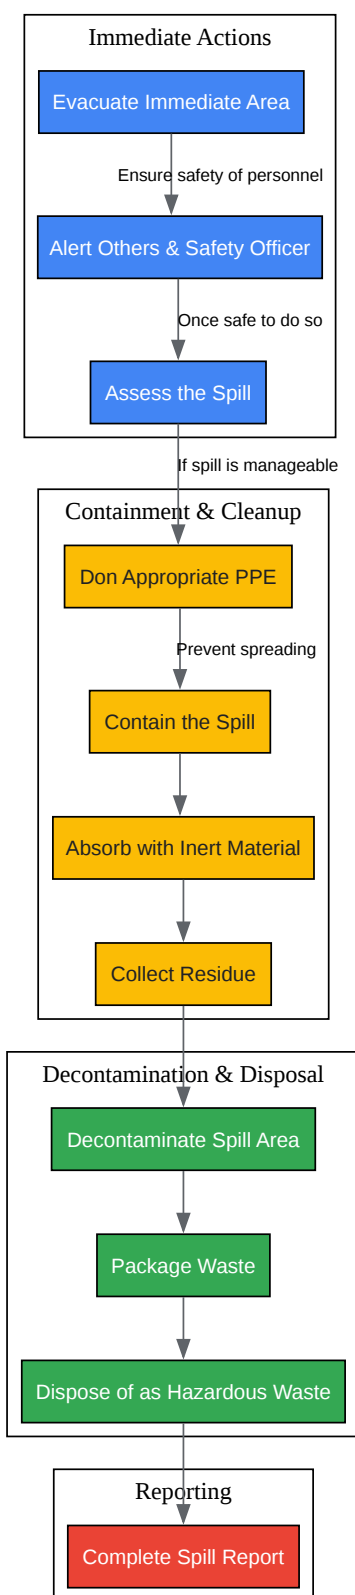 Immediate Actions
Evacuate Immediate Area
Ensure safety of personnel
Alert Others & Safety Officer
Once safe to do so
Assess the Spill
If spill is manageable
Containment & Cleanup
Don Appropriate PPE
Prevent spreading
Contain the Spill
Absorb with Inert Material
Collect Residue
Decontamination & Disposal
Decontaminate Spill Area
Package Waste
Dispose of as Hazardous Waste
Reporting
Complete Spill Report